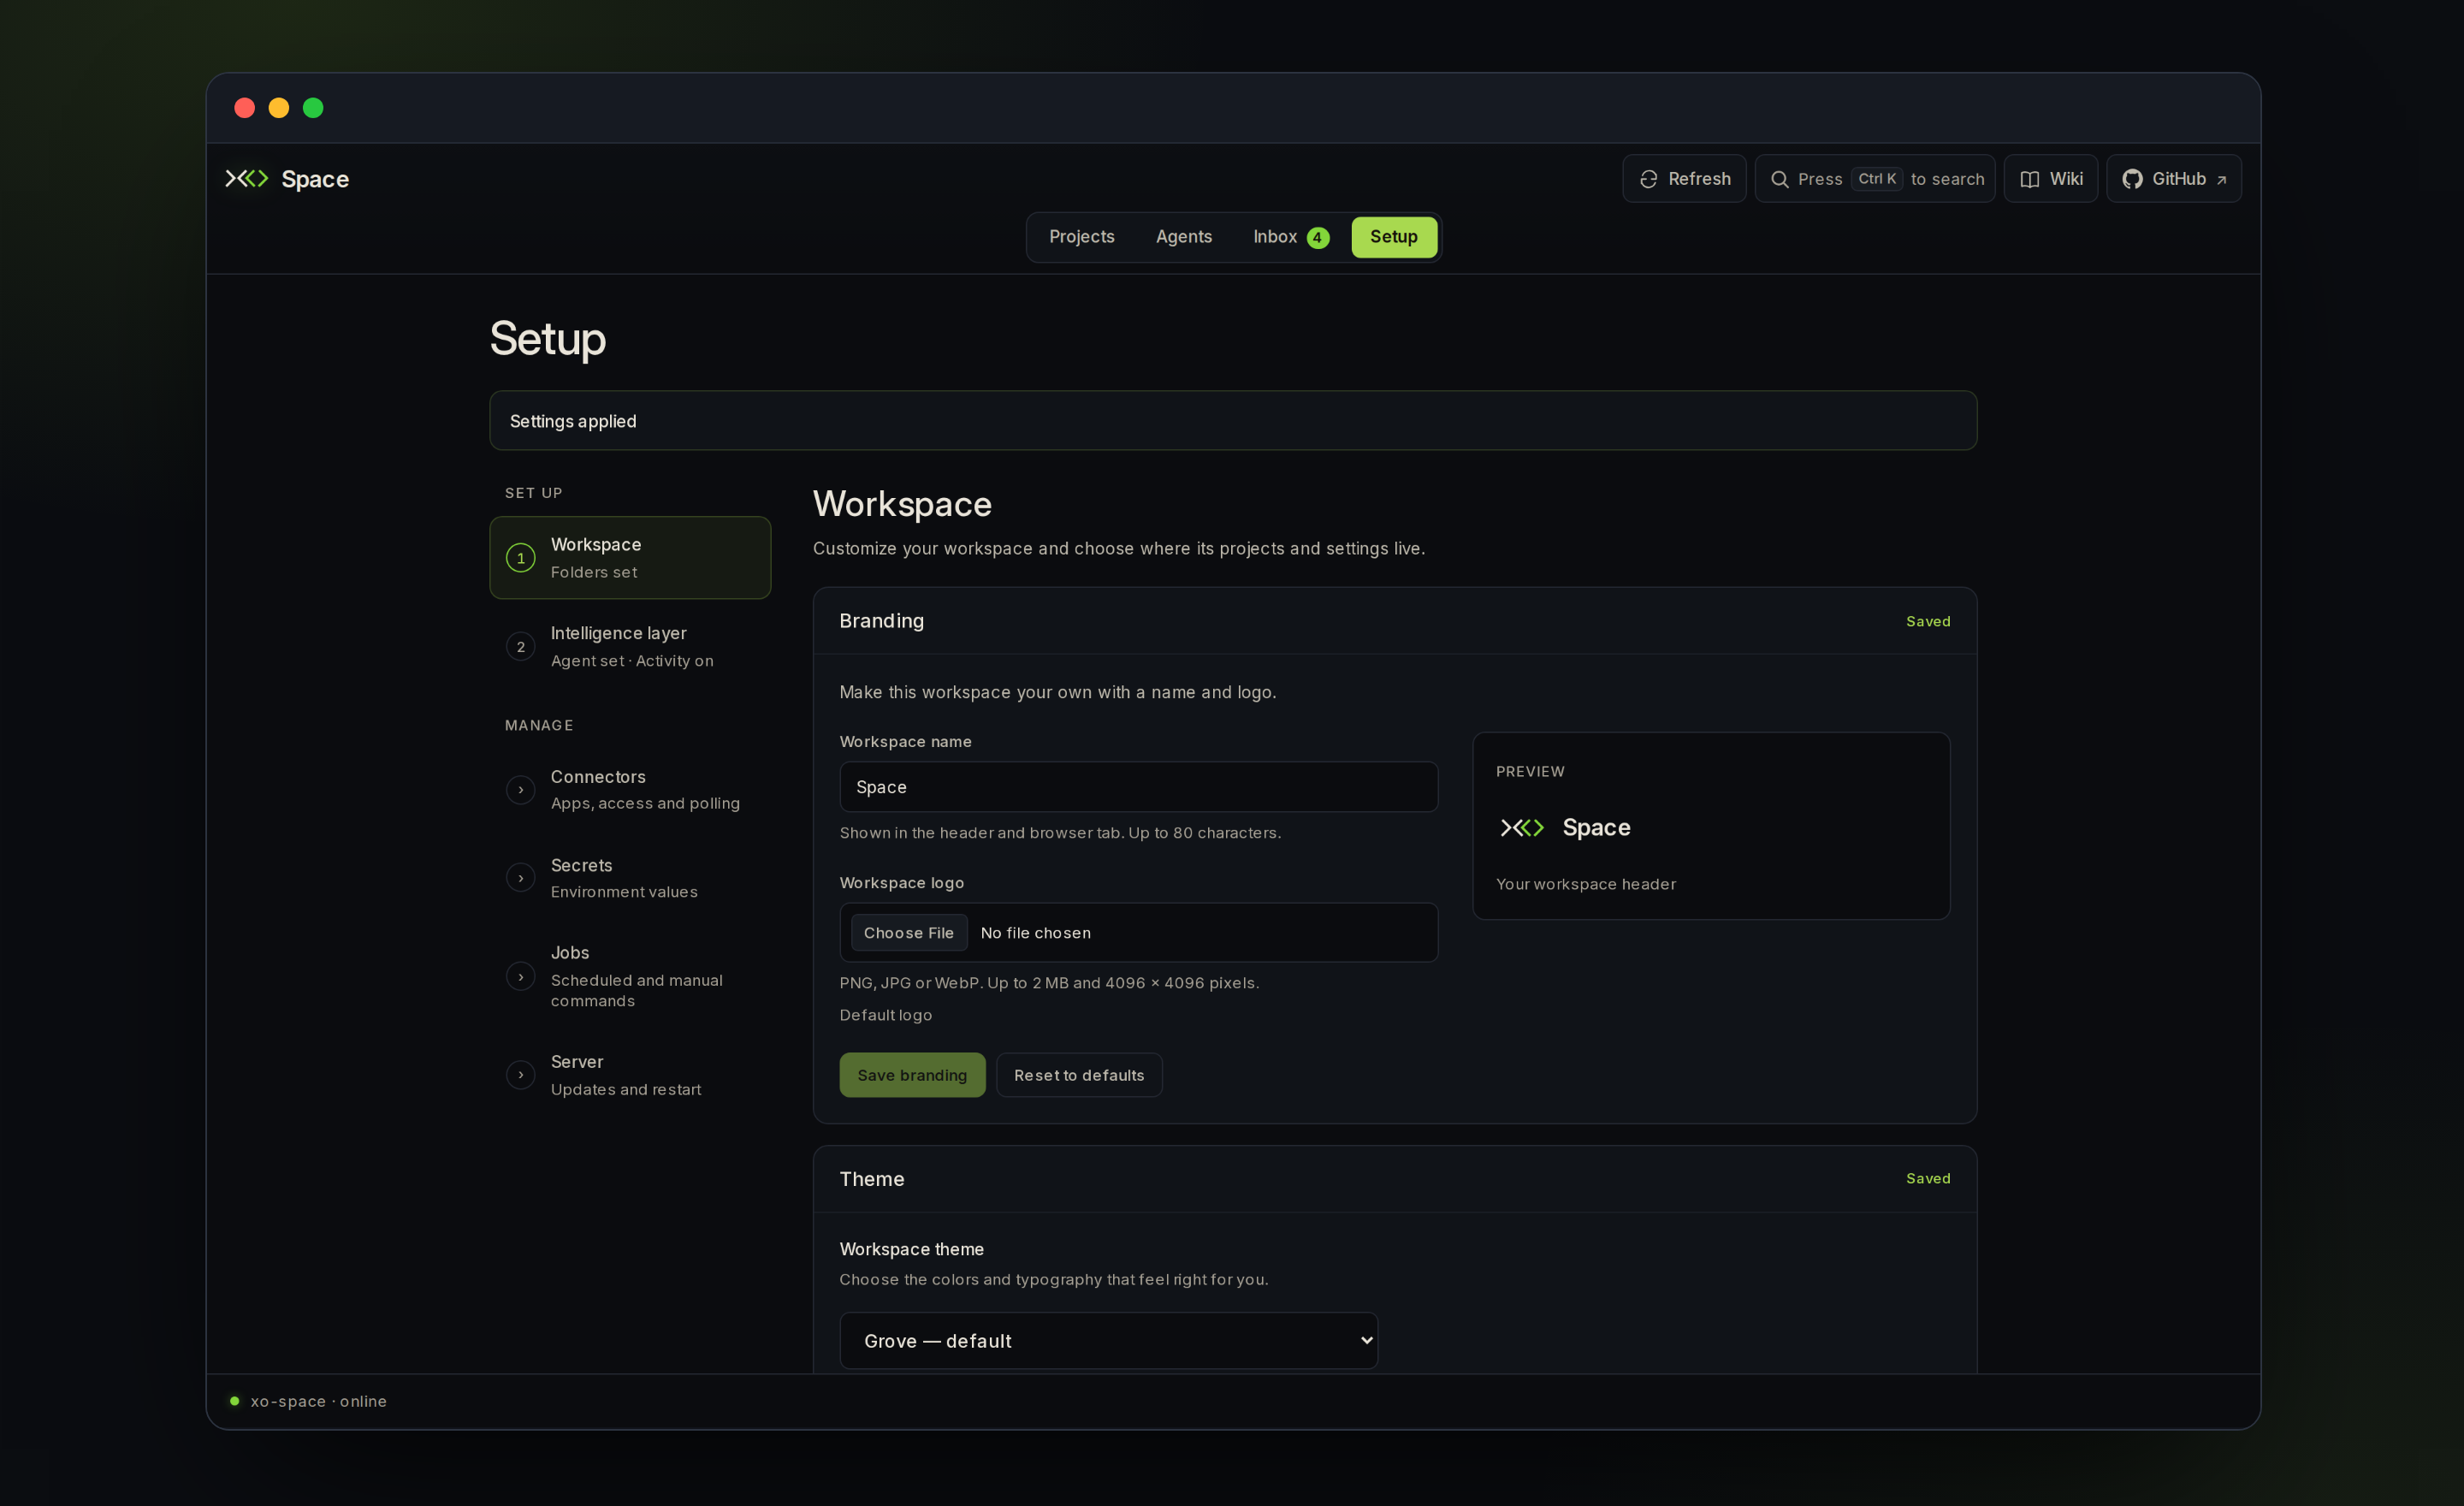 Space
Refresh
Press Ctrl K to search
Wiki
GitHub ↗
Projects
Agents
Inbox 4
Setup
Setup
Settings applied
SET UP
1
Workspace
Folders set
2
Intelligence layer
Agent set · Activity on
MANAGE
Connectors
Apps, access and polling
Secrets
Environment values
Jobs
Scheduled and manual
commands
Server
Updates and restart
Workspace
Customize your workspace and choose where its projects and settings live.
Branding
Saved
Make this workspace your own with a name and logo.
Workspace name
Space
Shown in the header and browser tab. Up to 80 characters.
Workspace logo
Choose File No file chosen
PNG, JPG or WebP. Up to 2 MB and 4096 × 4096 pixels.
Default logo
Save branding
Reset to defaults
PREVIEW
Space
Your workspace header
Theme
Saved
Workspace theme
Choose the colors and typography that feel right for you.
Grove — default
xo-space · online